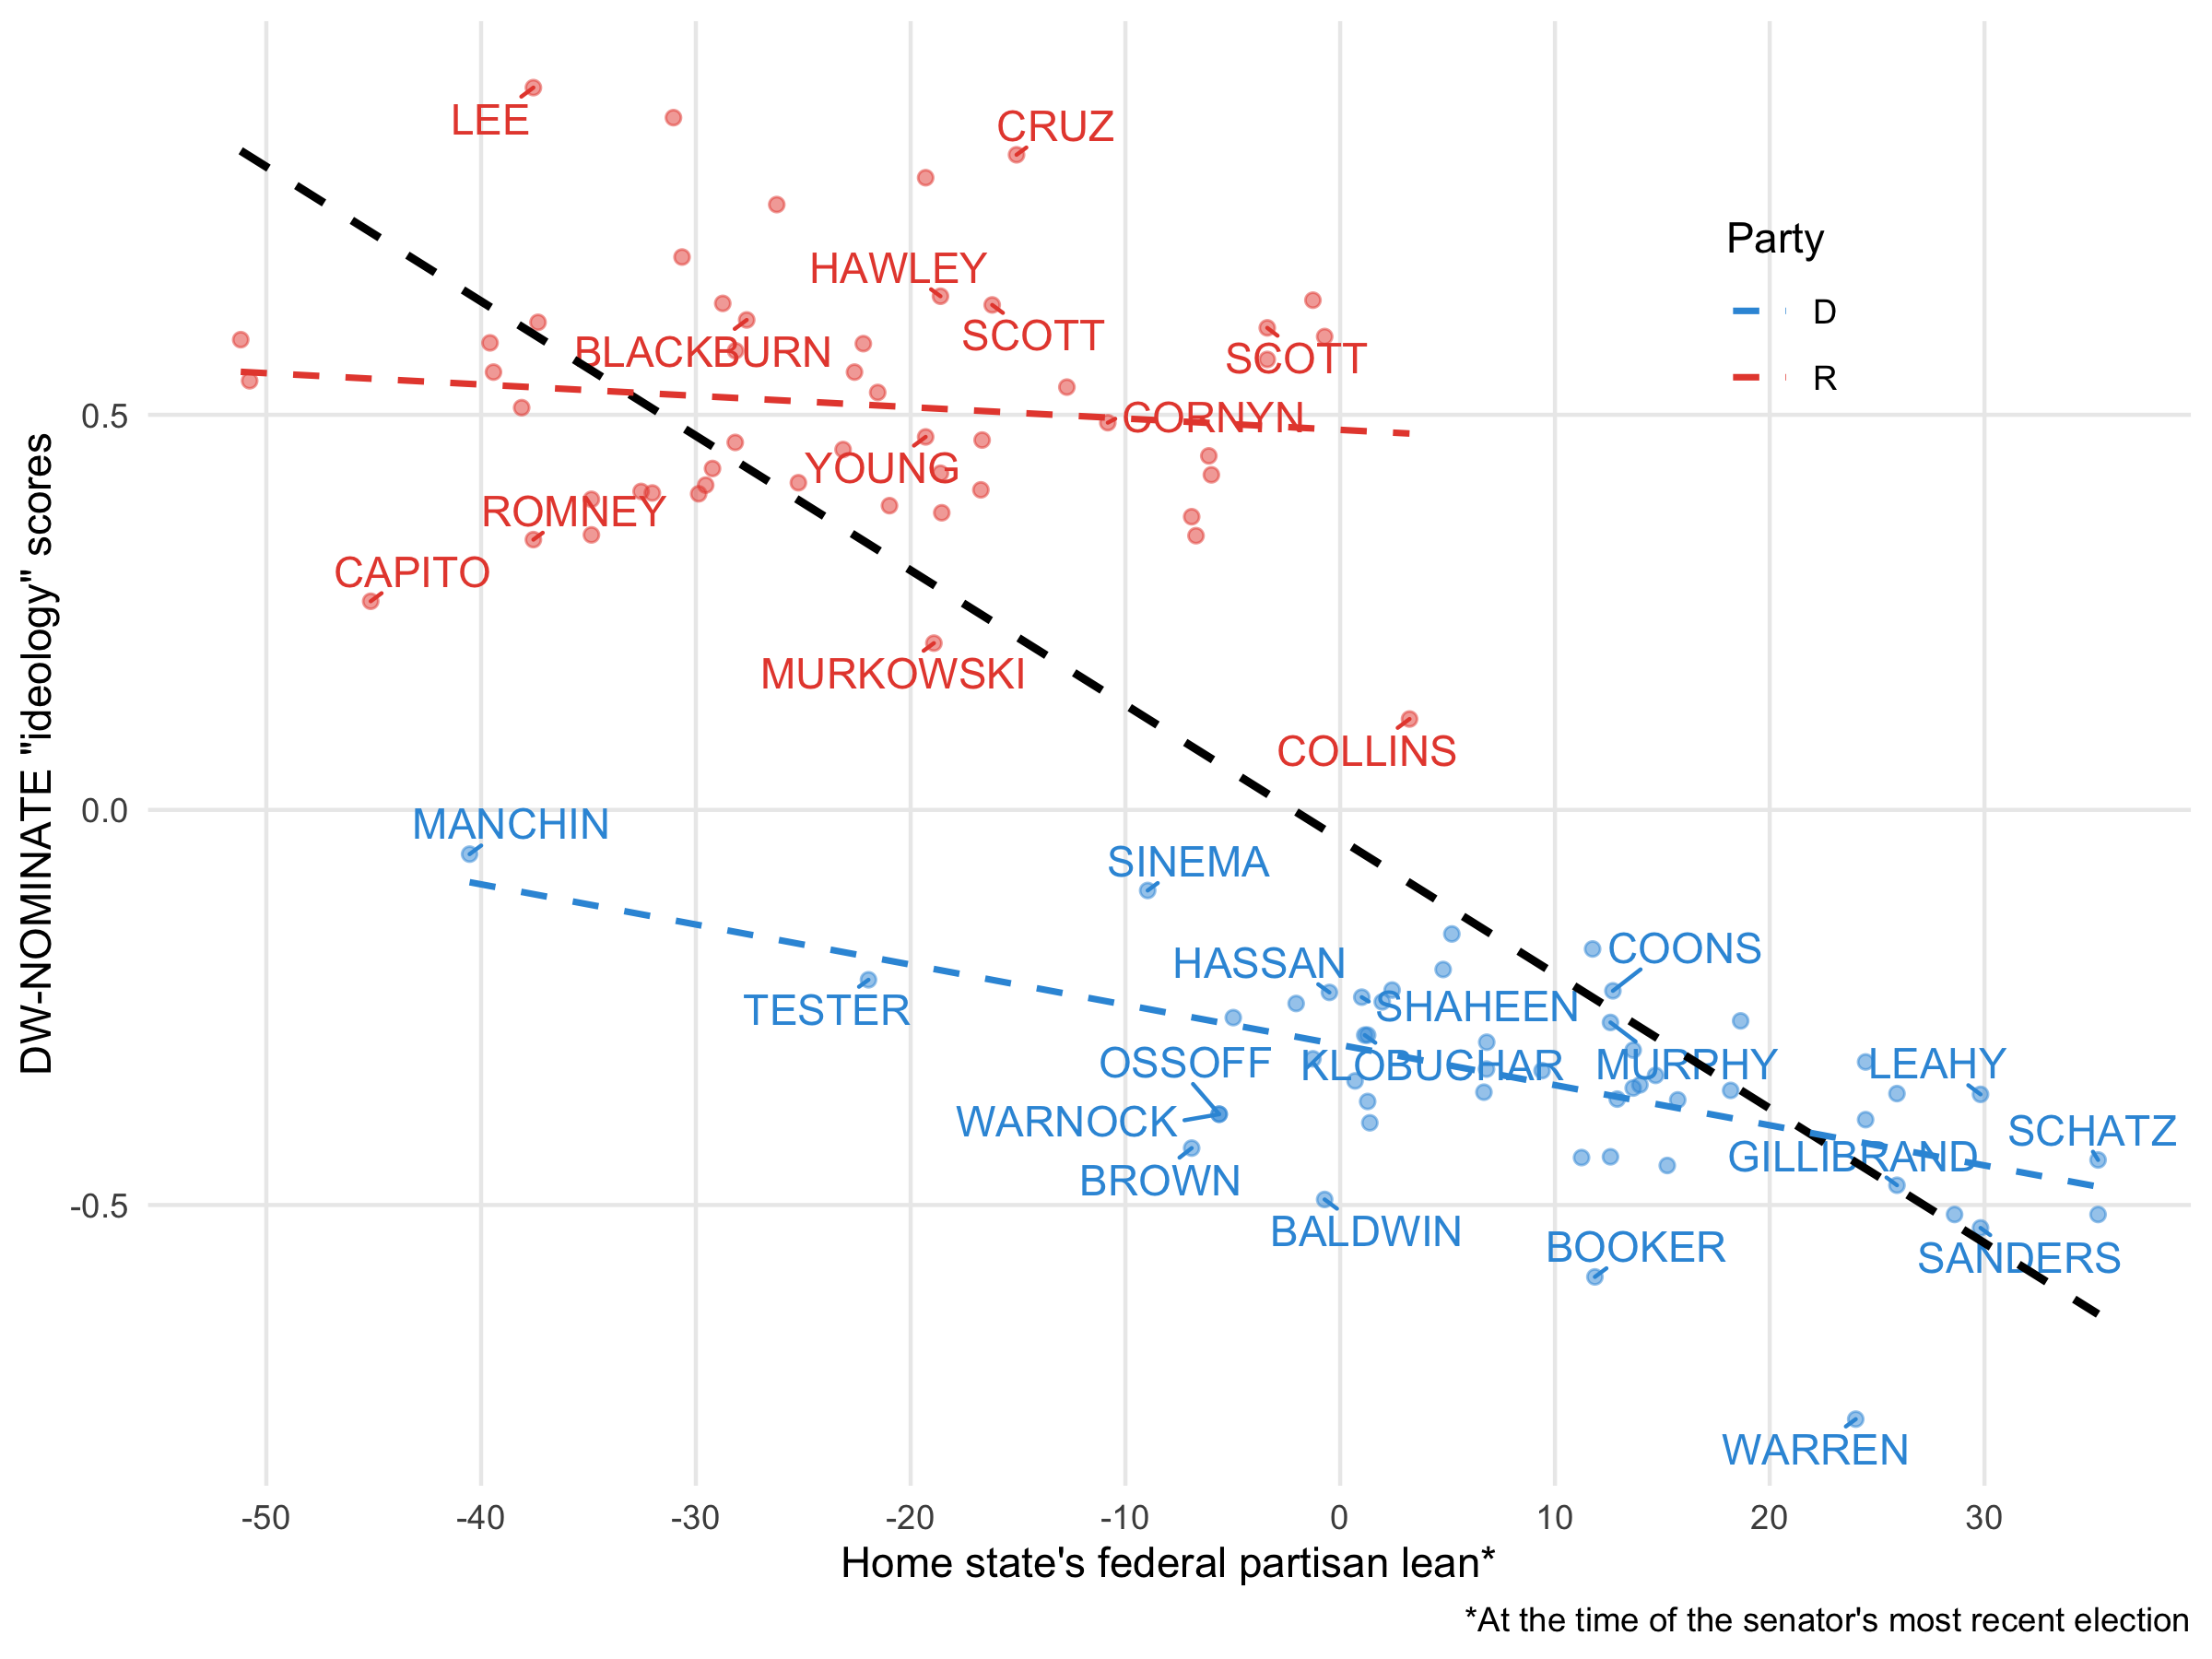 LEE
CRUZ
Party
HAWLEY
D
SCOTT
BLACKBURN
SCOTT
R
0.5
CORNYN
YOUNG
ROMNEY
CAPITO
MURKOWSKI
COLLINS
0.0
MANCHIN
SINEMA
COONS
HASSAN
SHAHEEN
TESTER
OSSOFF
KLOBUCHAR
MURPHY
LEAHY
WARNOCK
SCHATZ
GILLIBRAND
BROWN
-0.5
BALDWIN
BOOKER
SANDERS
WARREN
DW-NOMINATE "ideology" scores
-50 -40 -30 -20 -10 0 10 20 30
Home state's federal partisan lean*
*At the time of the senator's most recent election